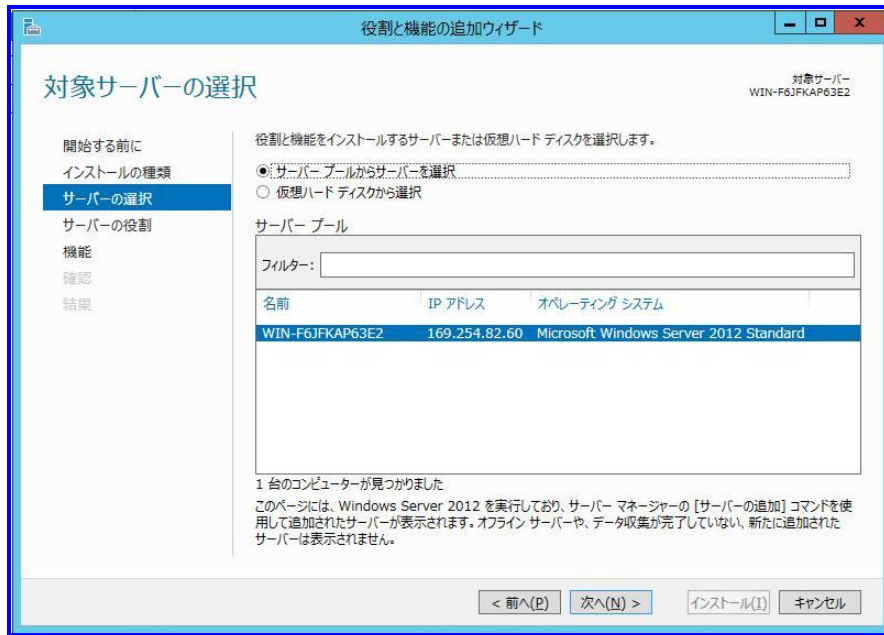 役割と機能の追加ウィザード
対象サーバーの選択
対象サーバー
WIN-F6JFKAP63E2
開始する前に
インストールの種類
サーバーの選択
サーバーの役割
機能
確認
結果
役割と機能をインストールするサーバーまたは仮想ハード ディスクを選択します。
サーバー プールからサーバーを選択
仮想ハード ディスクから選択
サーバー プール
フィルター:
名前 IP アドレス オペレーティング システム
WIN-F6JFKAP63E2 169.254.82.60 Microsoft Windows Server 2012 Standard
1 台のコンピューターが見つかりました
このページには、Windows Server 2012 を実行しており、サーバー マネージャーの [サーバーの追加] コマンドを使
用して追加されたサーバーが表示されます。オフライン サーバーや、データ収集が完了していない、新たに追加された
サーバーは表示されません。
< 前へ(P) 次へ(N) > インストール(I) キャンセル